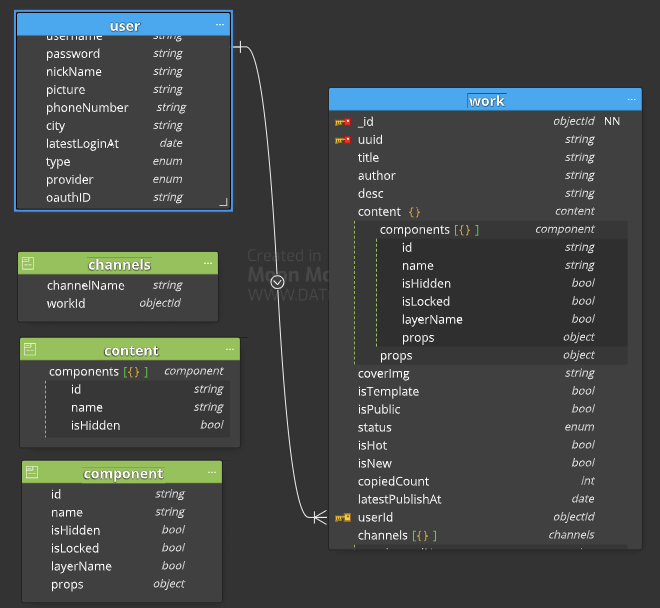 user ...
username string
password string
nickName string
picture string
phoneNumber string
city string
latestLoginAt date
type enum
provider enum
oauthID string
channels ...
channelName string
workId objectId
content ...
components [{} ] component
id string
name string
isHidden bool
component ...
id string
name string
isHidden bool
isLocked bool
layerName bool
props object
Created in
WWW.DAT
work ...
_id objectId NN
uuid string
title string
author string
desc string
content {} content
components [{} ] component
id string
name string
isHidden bool
isLocked bool
layerName bool
props object
props object
coverImg string
isTemplate bool
isPublic bool
status enum
isHot bool
isNew bool
copiedCount int
latestPublishAt date
userId objectId
channels [{} ] channels